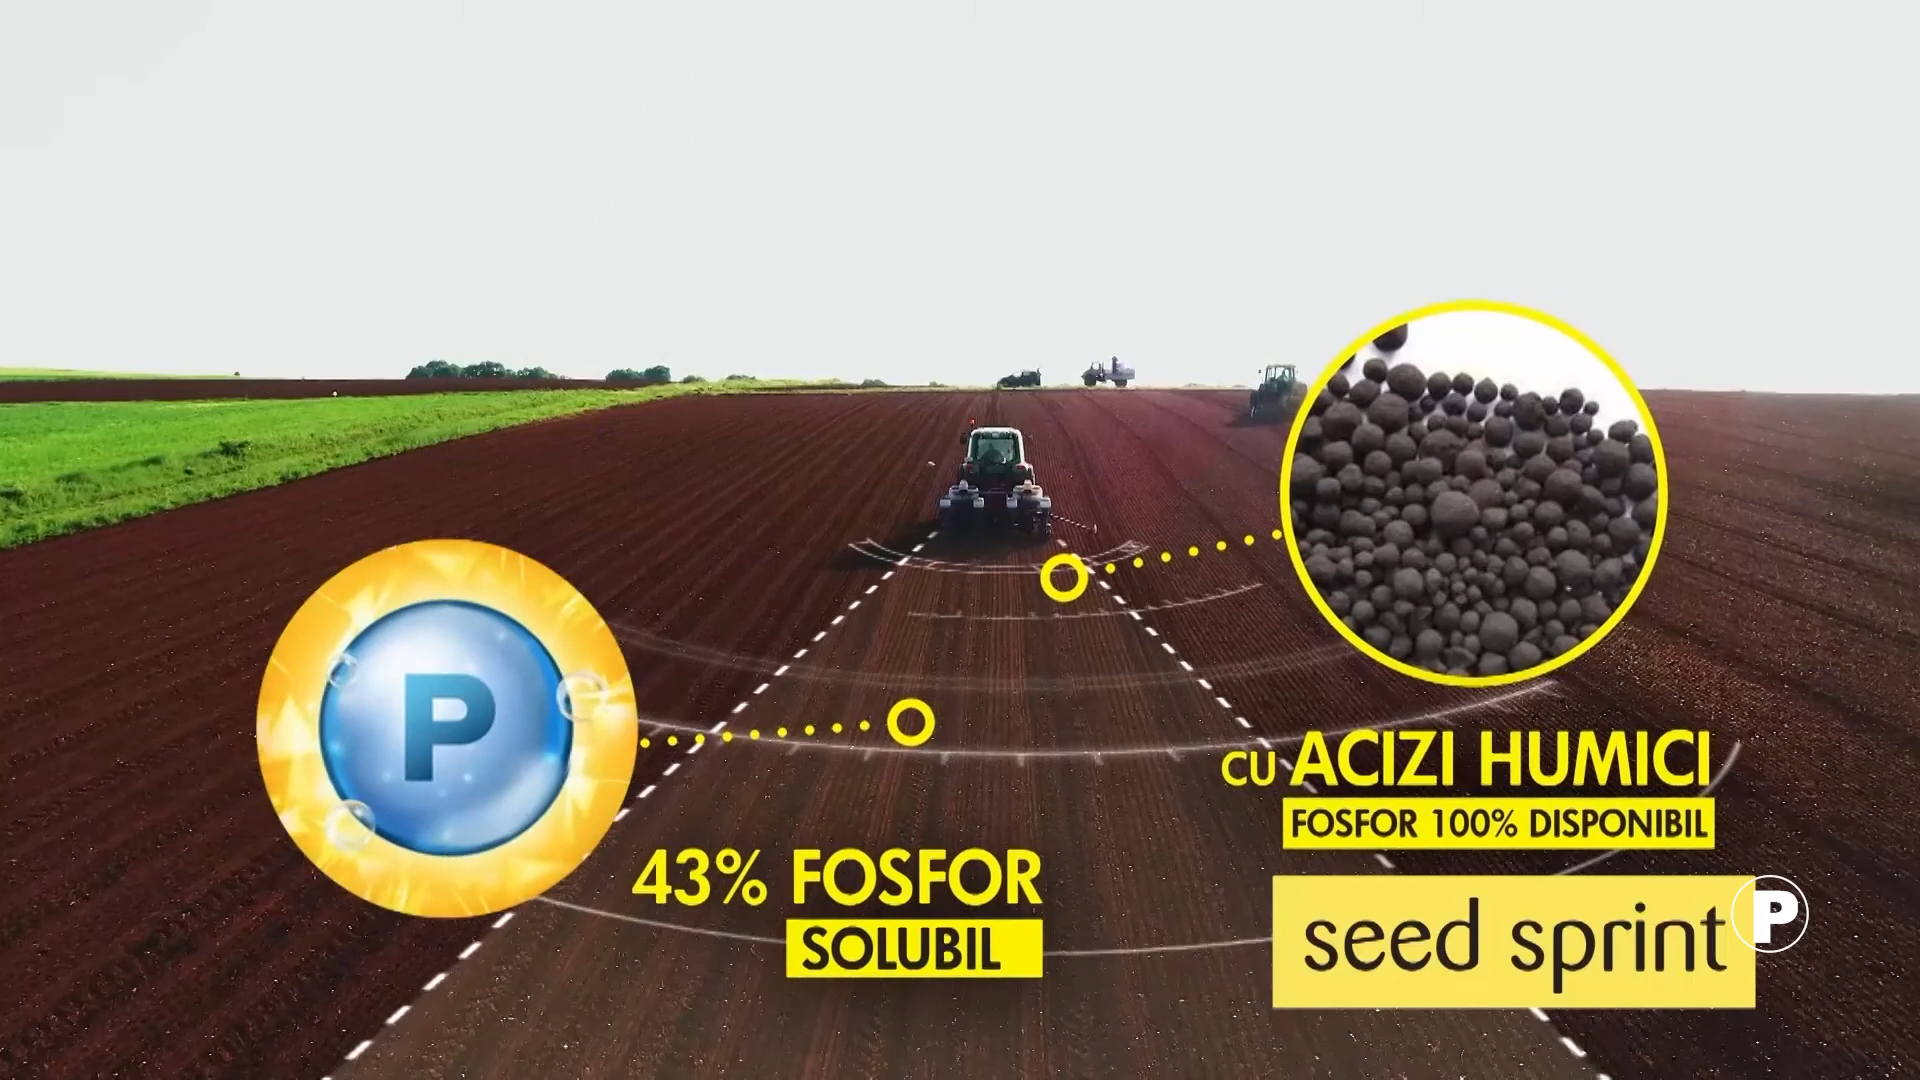 P
43% FOSFOR
SOLUBIL
CU ACIZI HUMICI
FOSFOR 100% DISPONIBIL
seed sprint
P